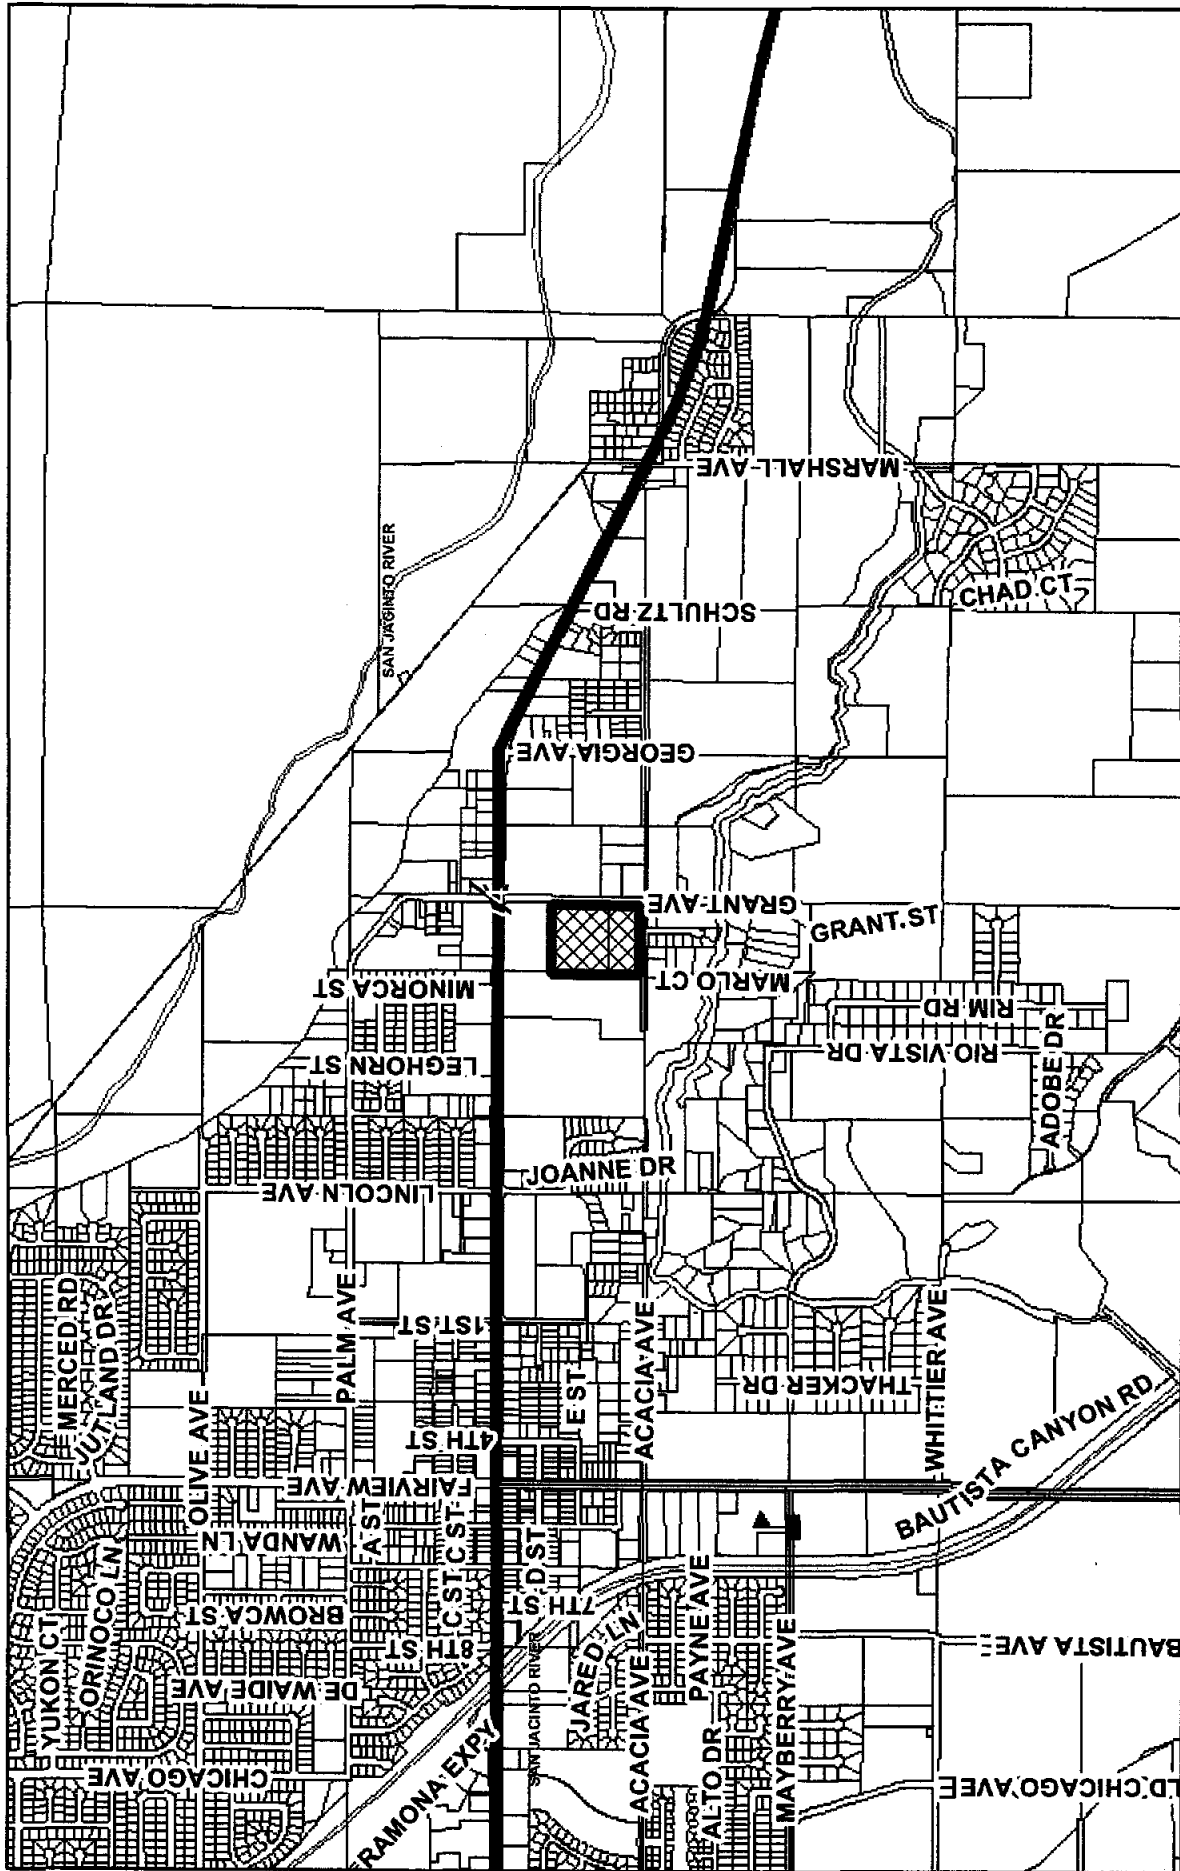 SAN JACINTO RIVER
MARSHALL AVE
CHAD CT
SCHULTZ RD
GEORGIA AVE
GRANT AVE
GRANT ST
MARLO CT
MINORCA ST
RIM RD
LEGHORN ST
RIO VISTA DR
ADOBE DR
JOANNE DR
LINCOLN AVE
MERCED RD
JUTLAND DR
PALM AVE
1ST ST
E ST
ACACIA AVE
THACKER DR
WHITTIER AVE
OLIVE AVE
4TH ST
FAIRVIEW AVE
BAUTISTA CANYON RD
WANDA LN
A ST
C ST
C ST
D ST
YUKON CT
ORINOCO LN
BROWCA ST
8TH ST
7TH ST
JARED LN
PAYNE AVE
DE WAIDE AVE
SAN JACINTO RIVER
ACACIA AVE
MAYBERRY AVE
BAUTISTA AVE
CHICAGO AVE
RAMONA EXPY
ALTO DR
LD CHICAGO AVE